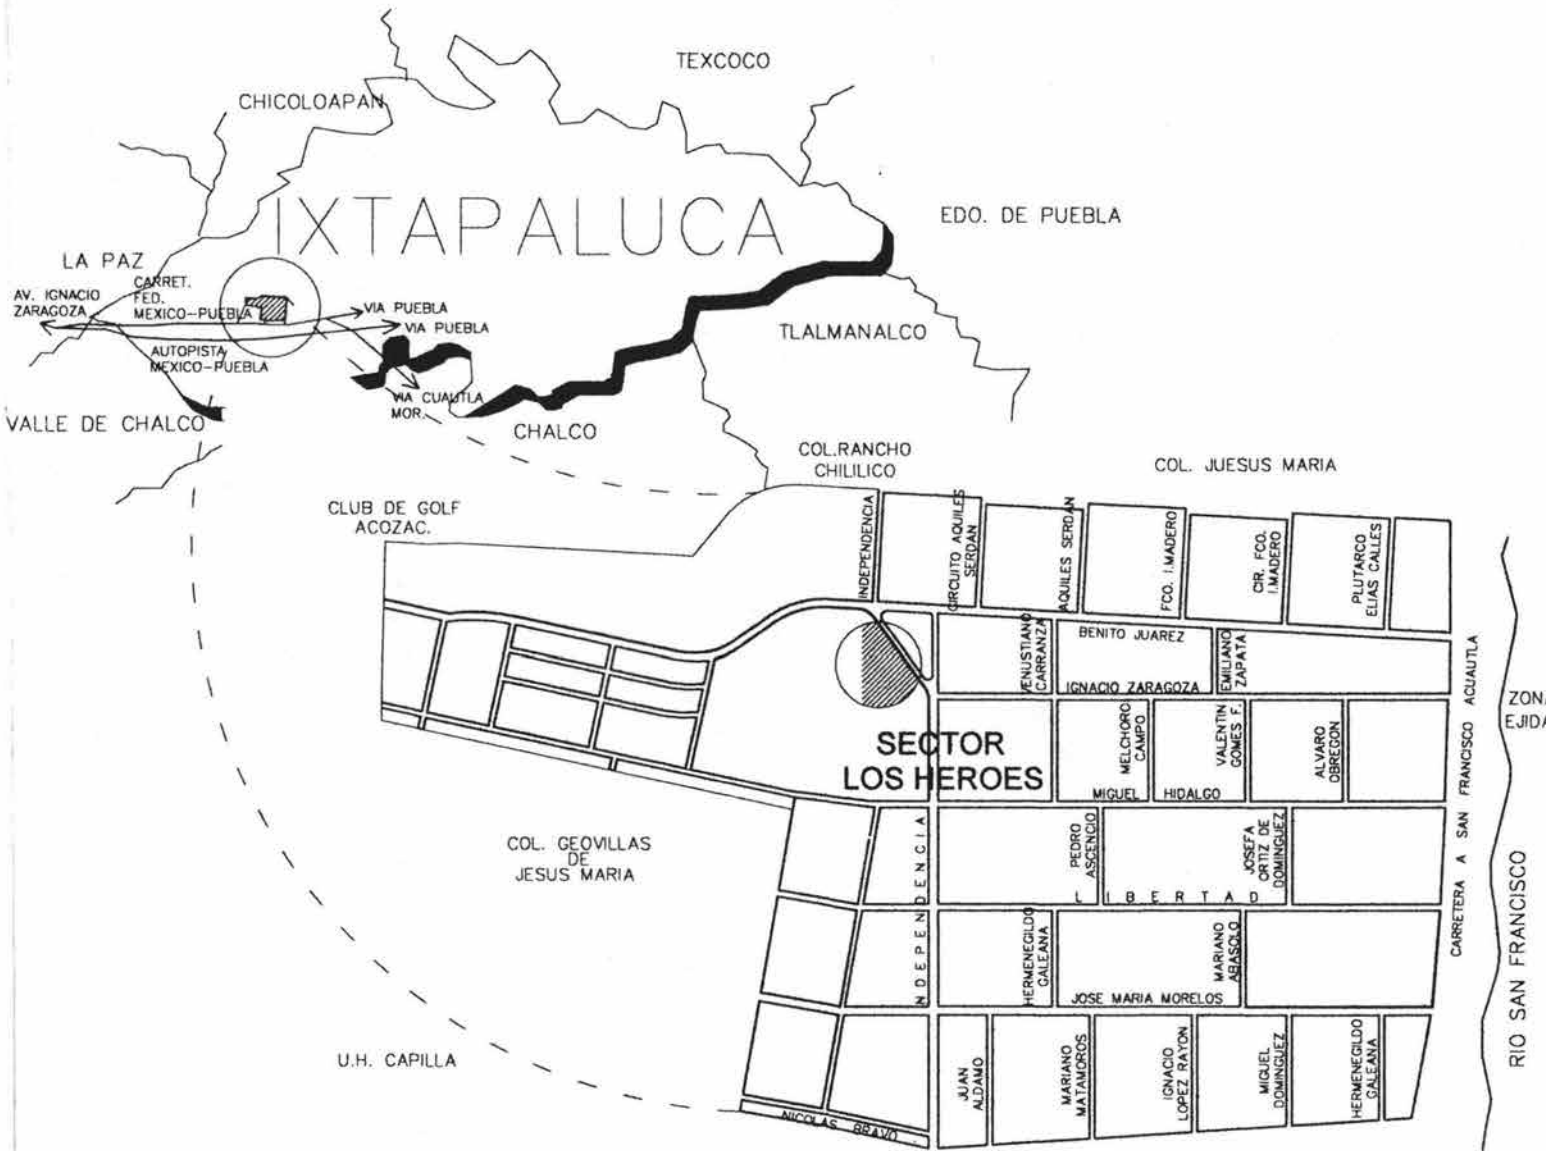 TEXCOCO
CHICOLOAPAN
IXTAPALUCA
EDO. DE PUEBLA
LA PAZ
CARRET.
FED.
MEXICO-PUEBLA
AV. IGNACIO
ZARAGOZA
VIA PUEBLA
VIA PUEBLA
AUTOPISTA
MEXICO-PUEBLA
TLALMANALCO
VIA CUAUTLA
MOR.
VALLE DE CHALCO
CHALCO
COL.RANCHO
CHILILICO
COL. JUESUS MARIA
CLUB DE GOLF
ACOZAC.
INDEPENDENCIA
CIRCUITO AQUILES
SERDAN
AQUILES SERDAN
FCO. I.MADERO
CIR. FCO.
I.MADERO
PLUTARCO
ELIAS CALLES
VENUSTIANO
CARRANZA
BENITO JUAREZ
EMILIANO
ZAPATA
IGNACIO ZARAGOZA
SECTOR
LOS HEROES
MELCHORO
CAMPO
VALENTIN
GOMES F.
ALVARO
OBREGON
MIGUEL HIDALGO
CARRETERA A SAN FRANCISCO ACUAUTLA
ZONA
EJIDA
COL. GEOVILLAS
DE
JESUS MARIA
INDEPENDENCIA
PEDRO
ASCENCIO
JOSEFA
ORTIZ DE
DOMINGUEZ
LIBERTAD
RIO SAN FRANCISCO
HERMENEGILDO
GALEANA
MARIANO
ABASOLO
JOSE MARIA MORELOS
U.H. CAPILLA
JUAN
ALDAMO
MARIANO
MATAMOROS
IGNACIO
LOPEZ RAYON
MIGUEL
DOMINGUEZ
HERMENEGILDO
GALEANA
NICOLAS BRAVO